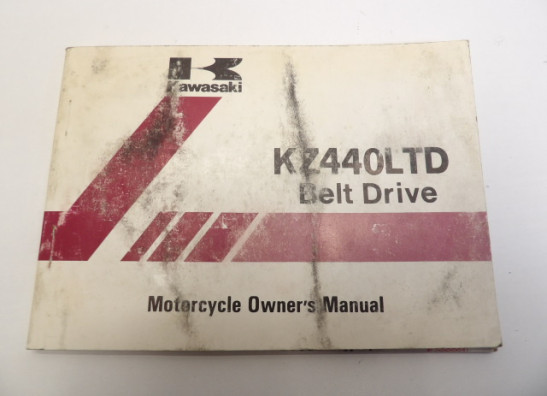 Kawasaki
KZ440LTD
Belt Drive
Motorcycle Owner's Manual